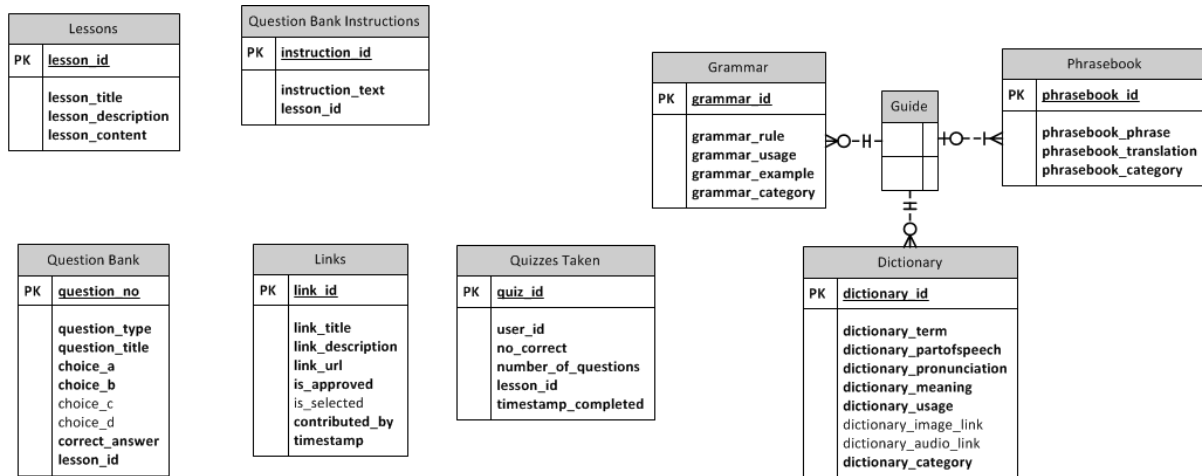 Lessons
PK lesson_id
lesson_title
lesson_description
lesson_content
Question Bank Instructions
PK instruction_id
instruction_text
lesson_id
Grammar
PK grammar_id
grammar_rule
grammar_usage
grammar_example
grammar_category
Guide
Phrasebook
PK phrasebook_id
phrasebook_phrase
phrasebook_translation
phrasebook_category
Question Bank
PK question_no
question_type
question_title
choice_a
choice_b
choice_c
choice_d
correct_answer
lesson_id
Links
PK link_id
link_title
link_description
link_url
is_approved
is_selected
contributed_by
timestamp
Quizzes Taken
PK quiz_id
user_id
no_correct
number_of_questions
lesson_id
timestamp_completed
Dictionary
PK dictionary_id
dictionary_term
dictionary_partofspeech
dictionary_pronunciation
dictionary_meaning
dictionary_usage
dictionary_image_link
dictionary_audio_link
dictionary_category